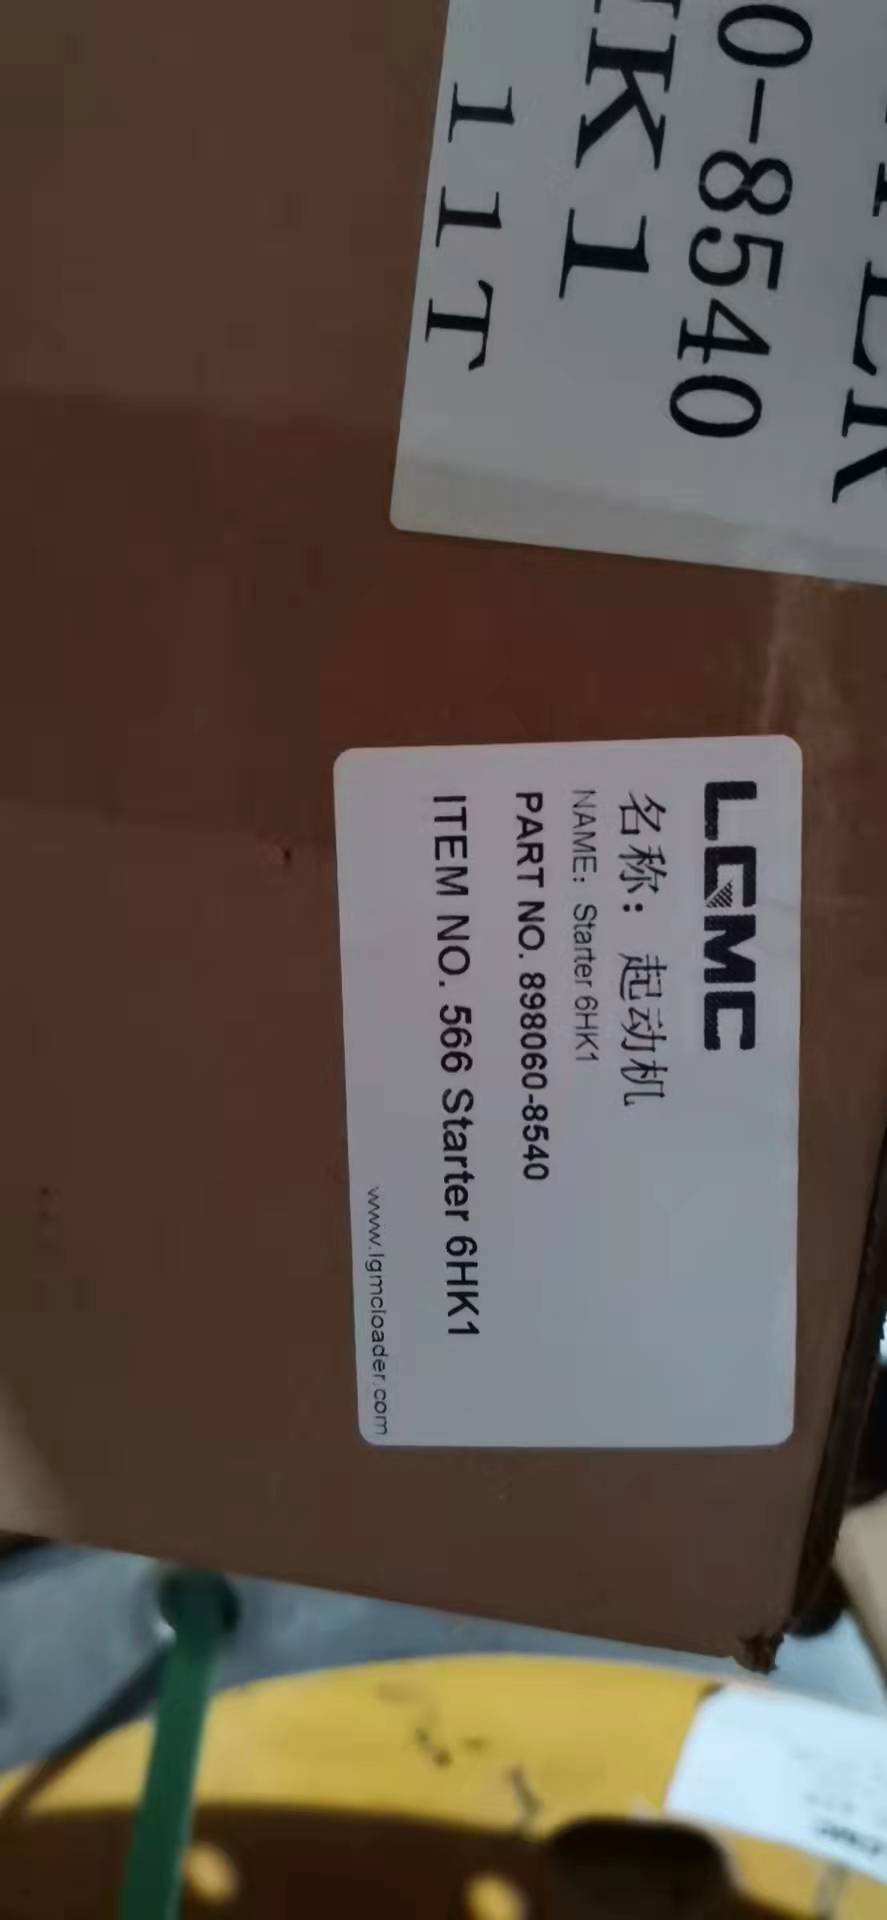 0-8540
HK1
11T
LGMC
名称：起动机
NAME: Starter 6HK1
PART NO. 898060-8540
ITEM NO. 566 Starter 6HK1
www.lgmcloader.com